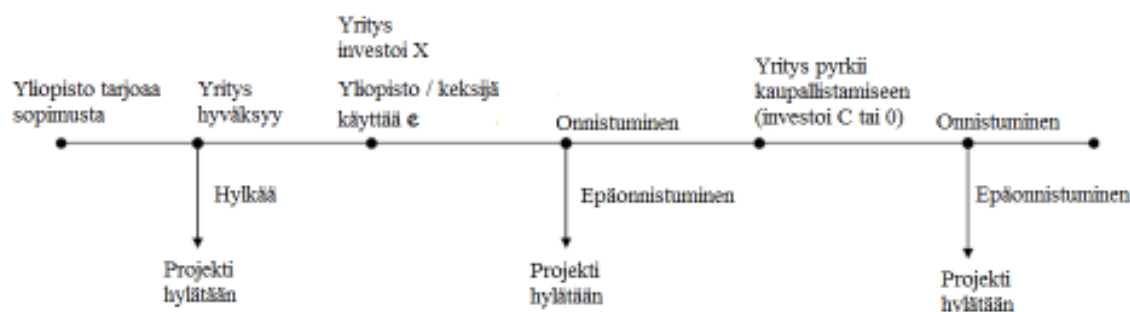 Yliopisto tarjoaa
sopimusta
Yritys
hyväksyy
Yritys
investoi X
Yliopisto / keksijä
käyttää e
Onnistuminen
Yritys pyrkii
kaupallistamiseen
(investoi C tai 0)
Onnistuminen
Hylkää
Epäonnistuminen
Epäonnistuminen
Projekti
hylätään
Projekti
hylätään
Projekti
hylätään